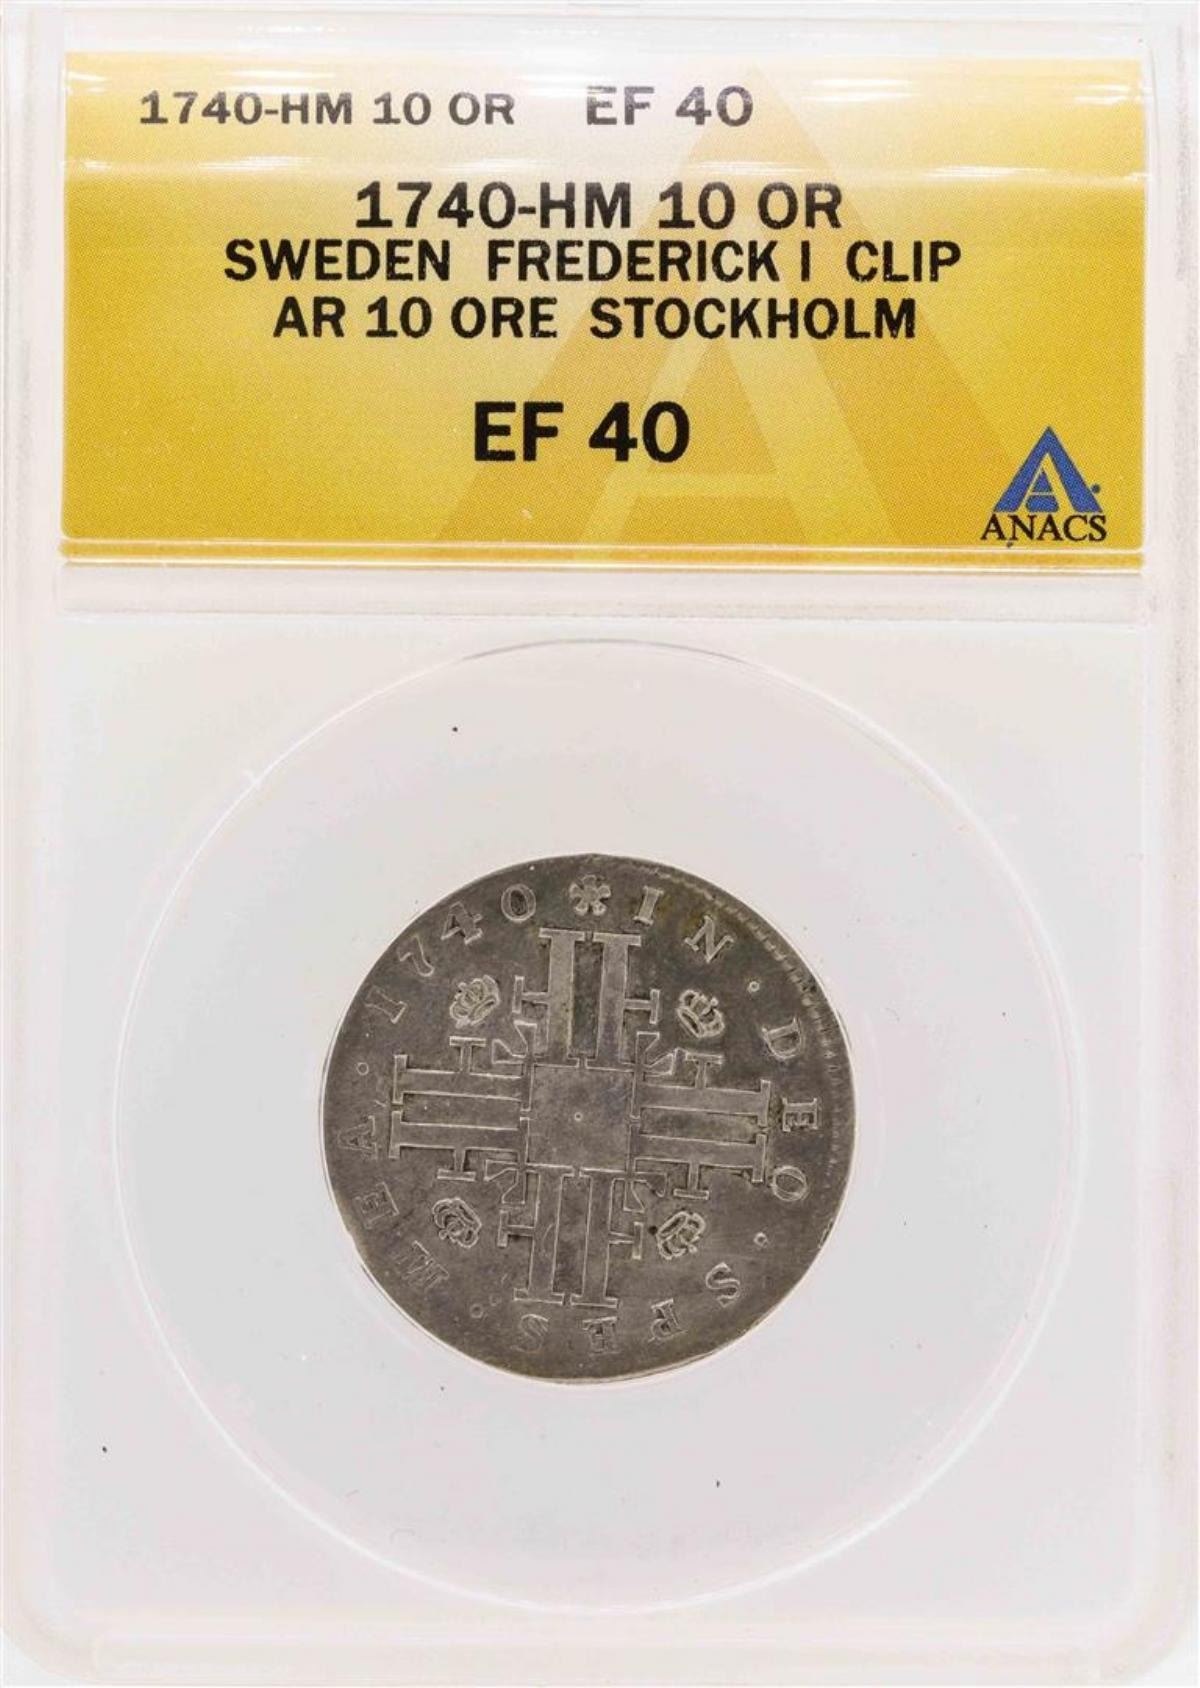 1740-HM 10 OR EF 40
1740-HM 10 OR
SWEDEN FREDERICK I CLIP
AR 10 ORE STOCKHOLM
EF 40
ANACS
IN · DEO · SPES · MEA · 1740